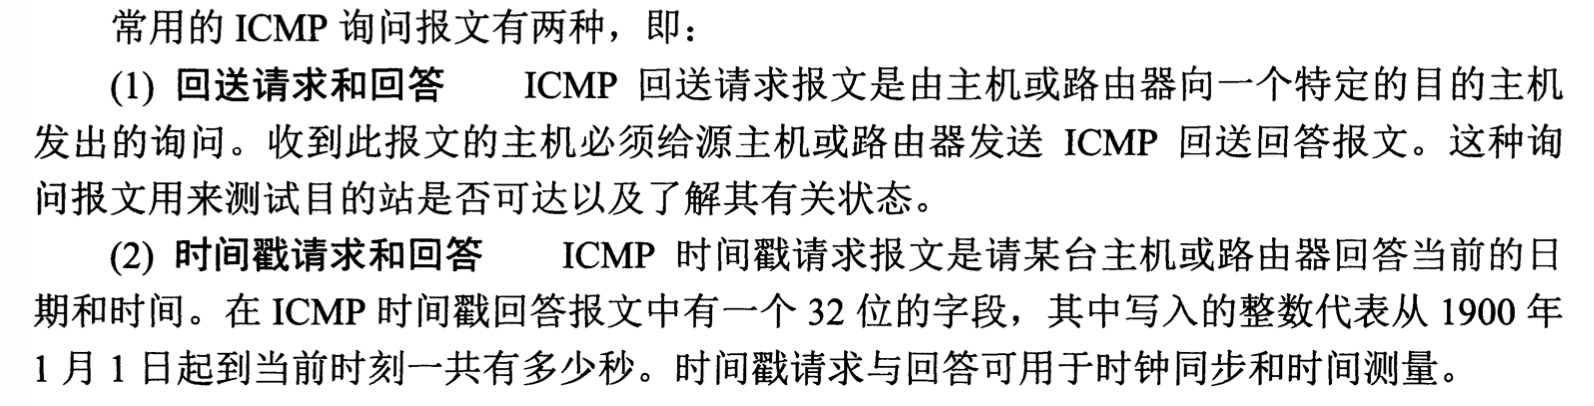 常用的 ICMP 询问报文有两种，即：
(1) 回送请求和回答 ICMP 回送请求报文是由主机或路由器向一个特定的目的主机
发出的询问。收到此报文的主机必须给源主机或路由器发送 ICMP 回送回答报文。这种询
问报文用来测试目的站是否可达以及了解其有关状态。
(2) 时间戳请求和回答 ICMP 时间戳请求报文是请某台主机或路由器回答当前的日
期和时间。在 ICMP 时间戳回答报文中有一个 32 位的字段，其中写入的整数代表从 1900 年
1 月 1 日起到当前时刻一共有多少秒。时间戳请求与回答可用于时钟同步和时间测量。